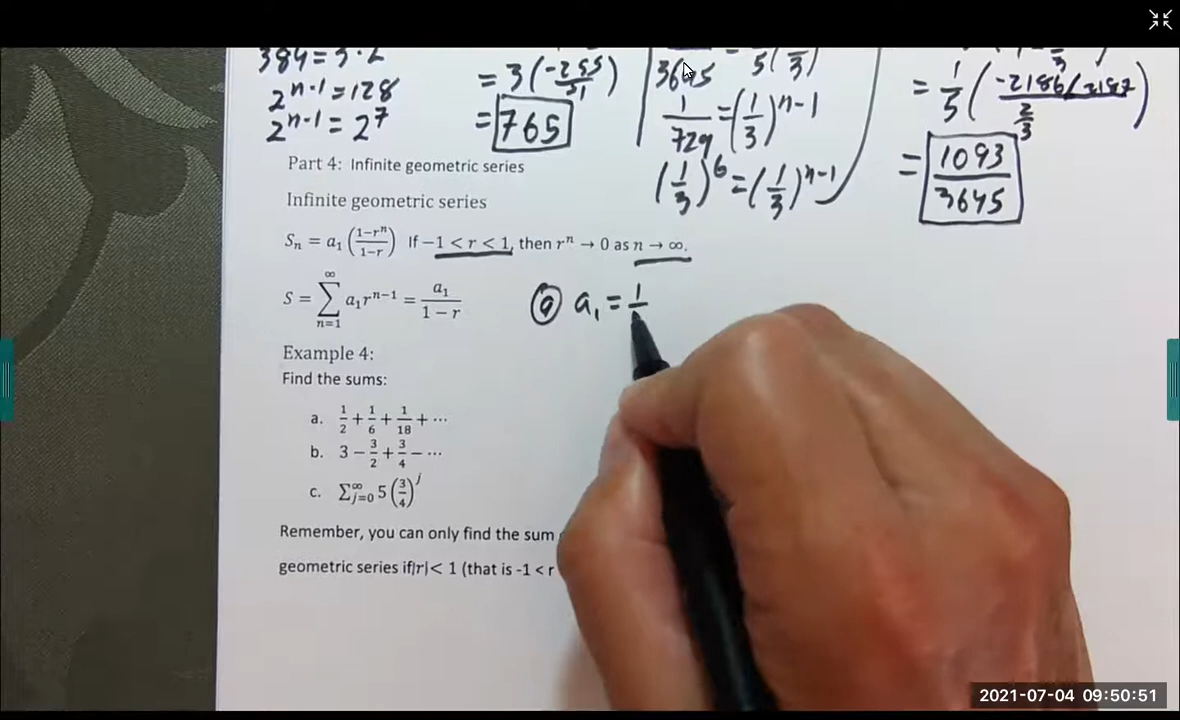 384 = 3 · 2
2^{n-1} = 128
2^{n-1} = 2^7
= 3 (-255/-1)
= 765
3645 = 1/5 (1/3)
1/729 = (1/3)^{n-1}
(1/3)^6 = (1/3)^{n-1}
= 1/5 (-2186/2187 / 2/3)
= 1093/3645
Part 4: Infinite geometric series
Infinite geometric series
S_n = a_1 ((1-r^n)/(1-r)) If −1 < r < 1, then r^n → 0 as n → ∞.
S = ∑_{n=1}^{∞} a_1 r^{n-1} = a_1/(1 − r)
ⓐ a_1 = 1
Example 4:
Find the sums:
a. 1/2 + 1/6 + 1/18 + ⋯
b. 3 − 3/2 + 3/4 − ⋯
c. ∑_{j=0}^{∞} 5 (3/4)^j
Remember, you can only find the sum
geometric series if|r|< 1 (that is -1 < r
2021-07-04 09:50:51